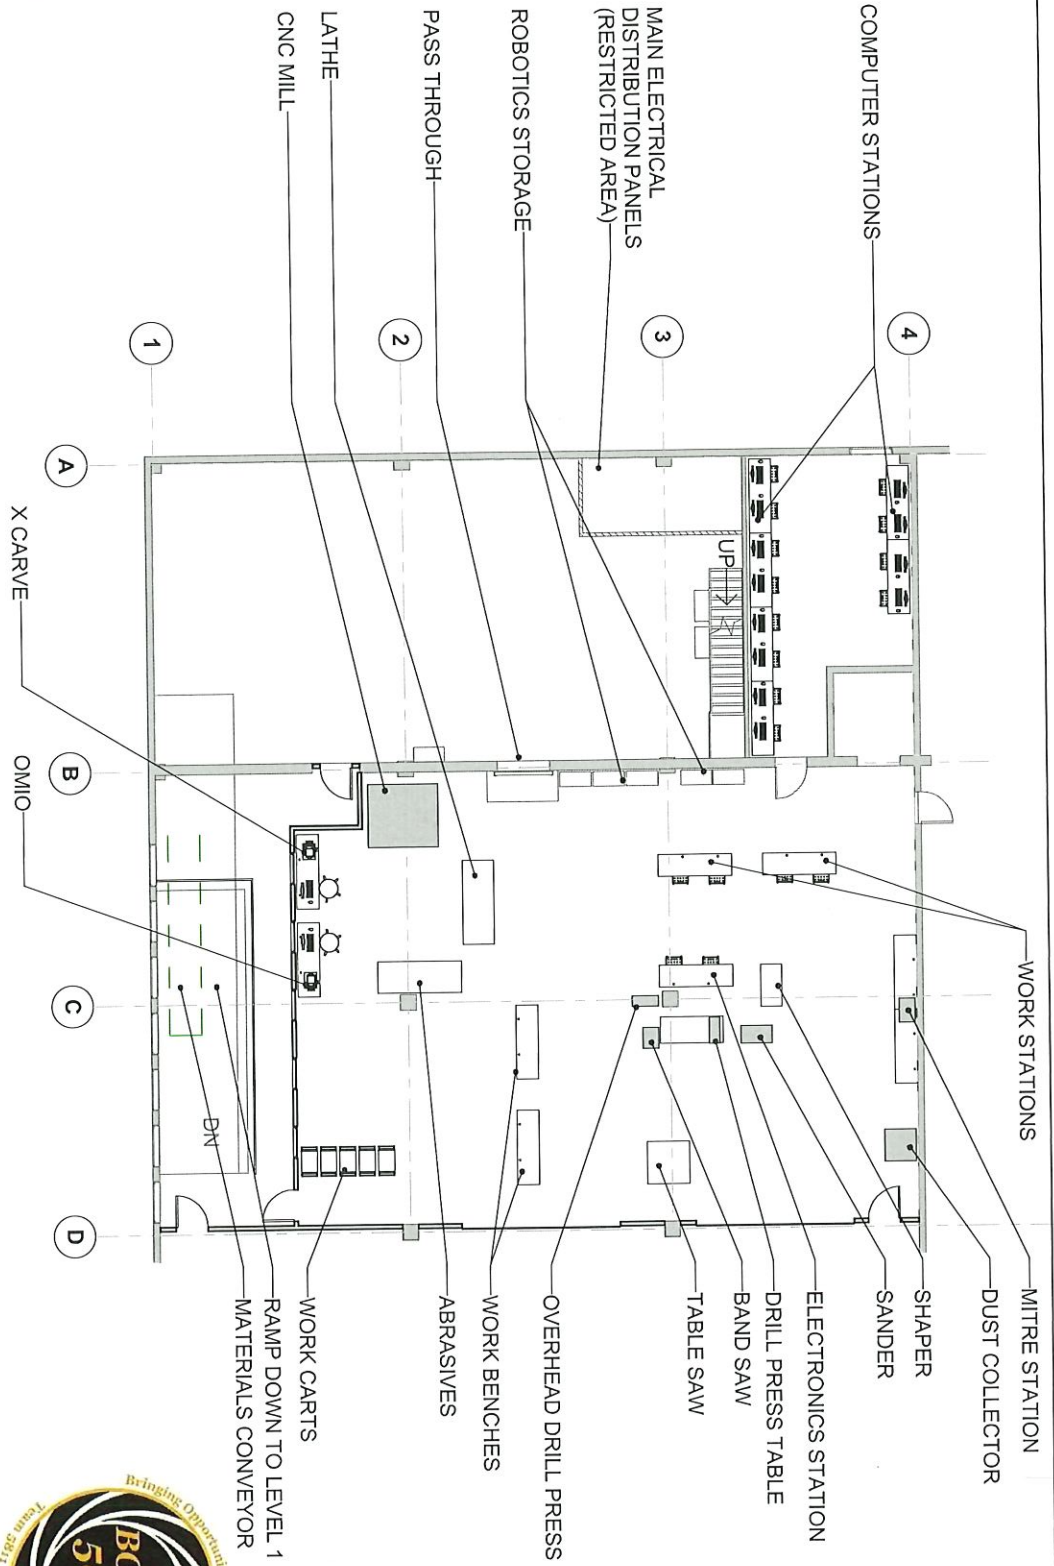 COMPUTER STATIONS
MAIN ELECTRICAL
DISTRIBUTION PANELS
(RESTRICTED AREA)
ROBOTICS STORAGE
PASS THROUGH
LATHE
CNC MILL
4
3
2
1
A
B
C
D
UP
DN
X CARVE
OMIO
WORK STATIONS
MITRE STATION
DUST COLLECTOR
SHAPER
SANDER
ELECTRONICS STATION
DRILL PRESS TABLE
BAND SAW
TABLE SAW
OVERHEAD DRILL PRESS
WORK BENCHES
ABRASIVES
WORK CARTS
RAMP DOWN TO LEVEL 1
MATERIALS CONVEYOR
Bringing
Team